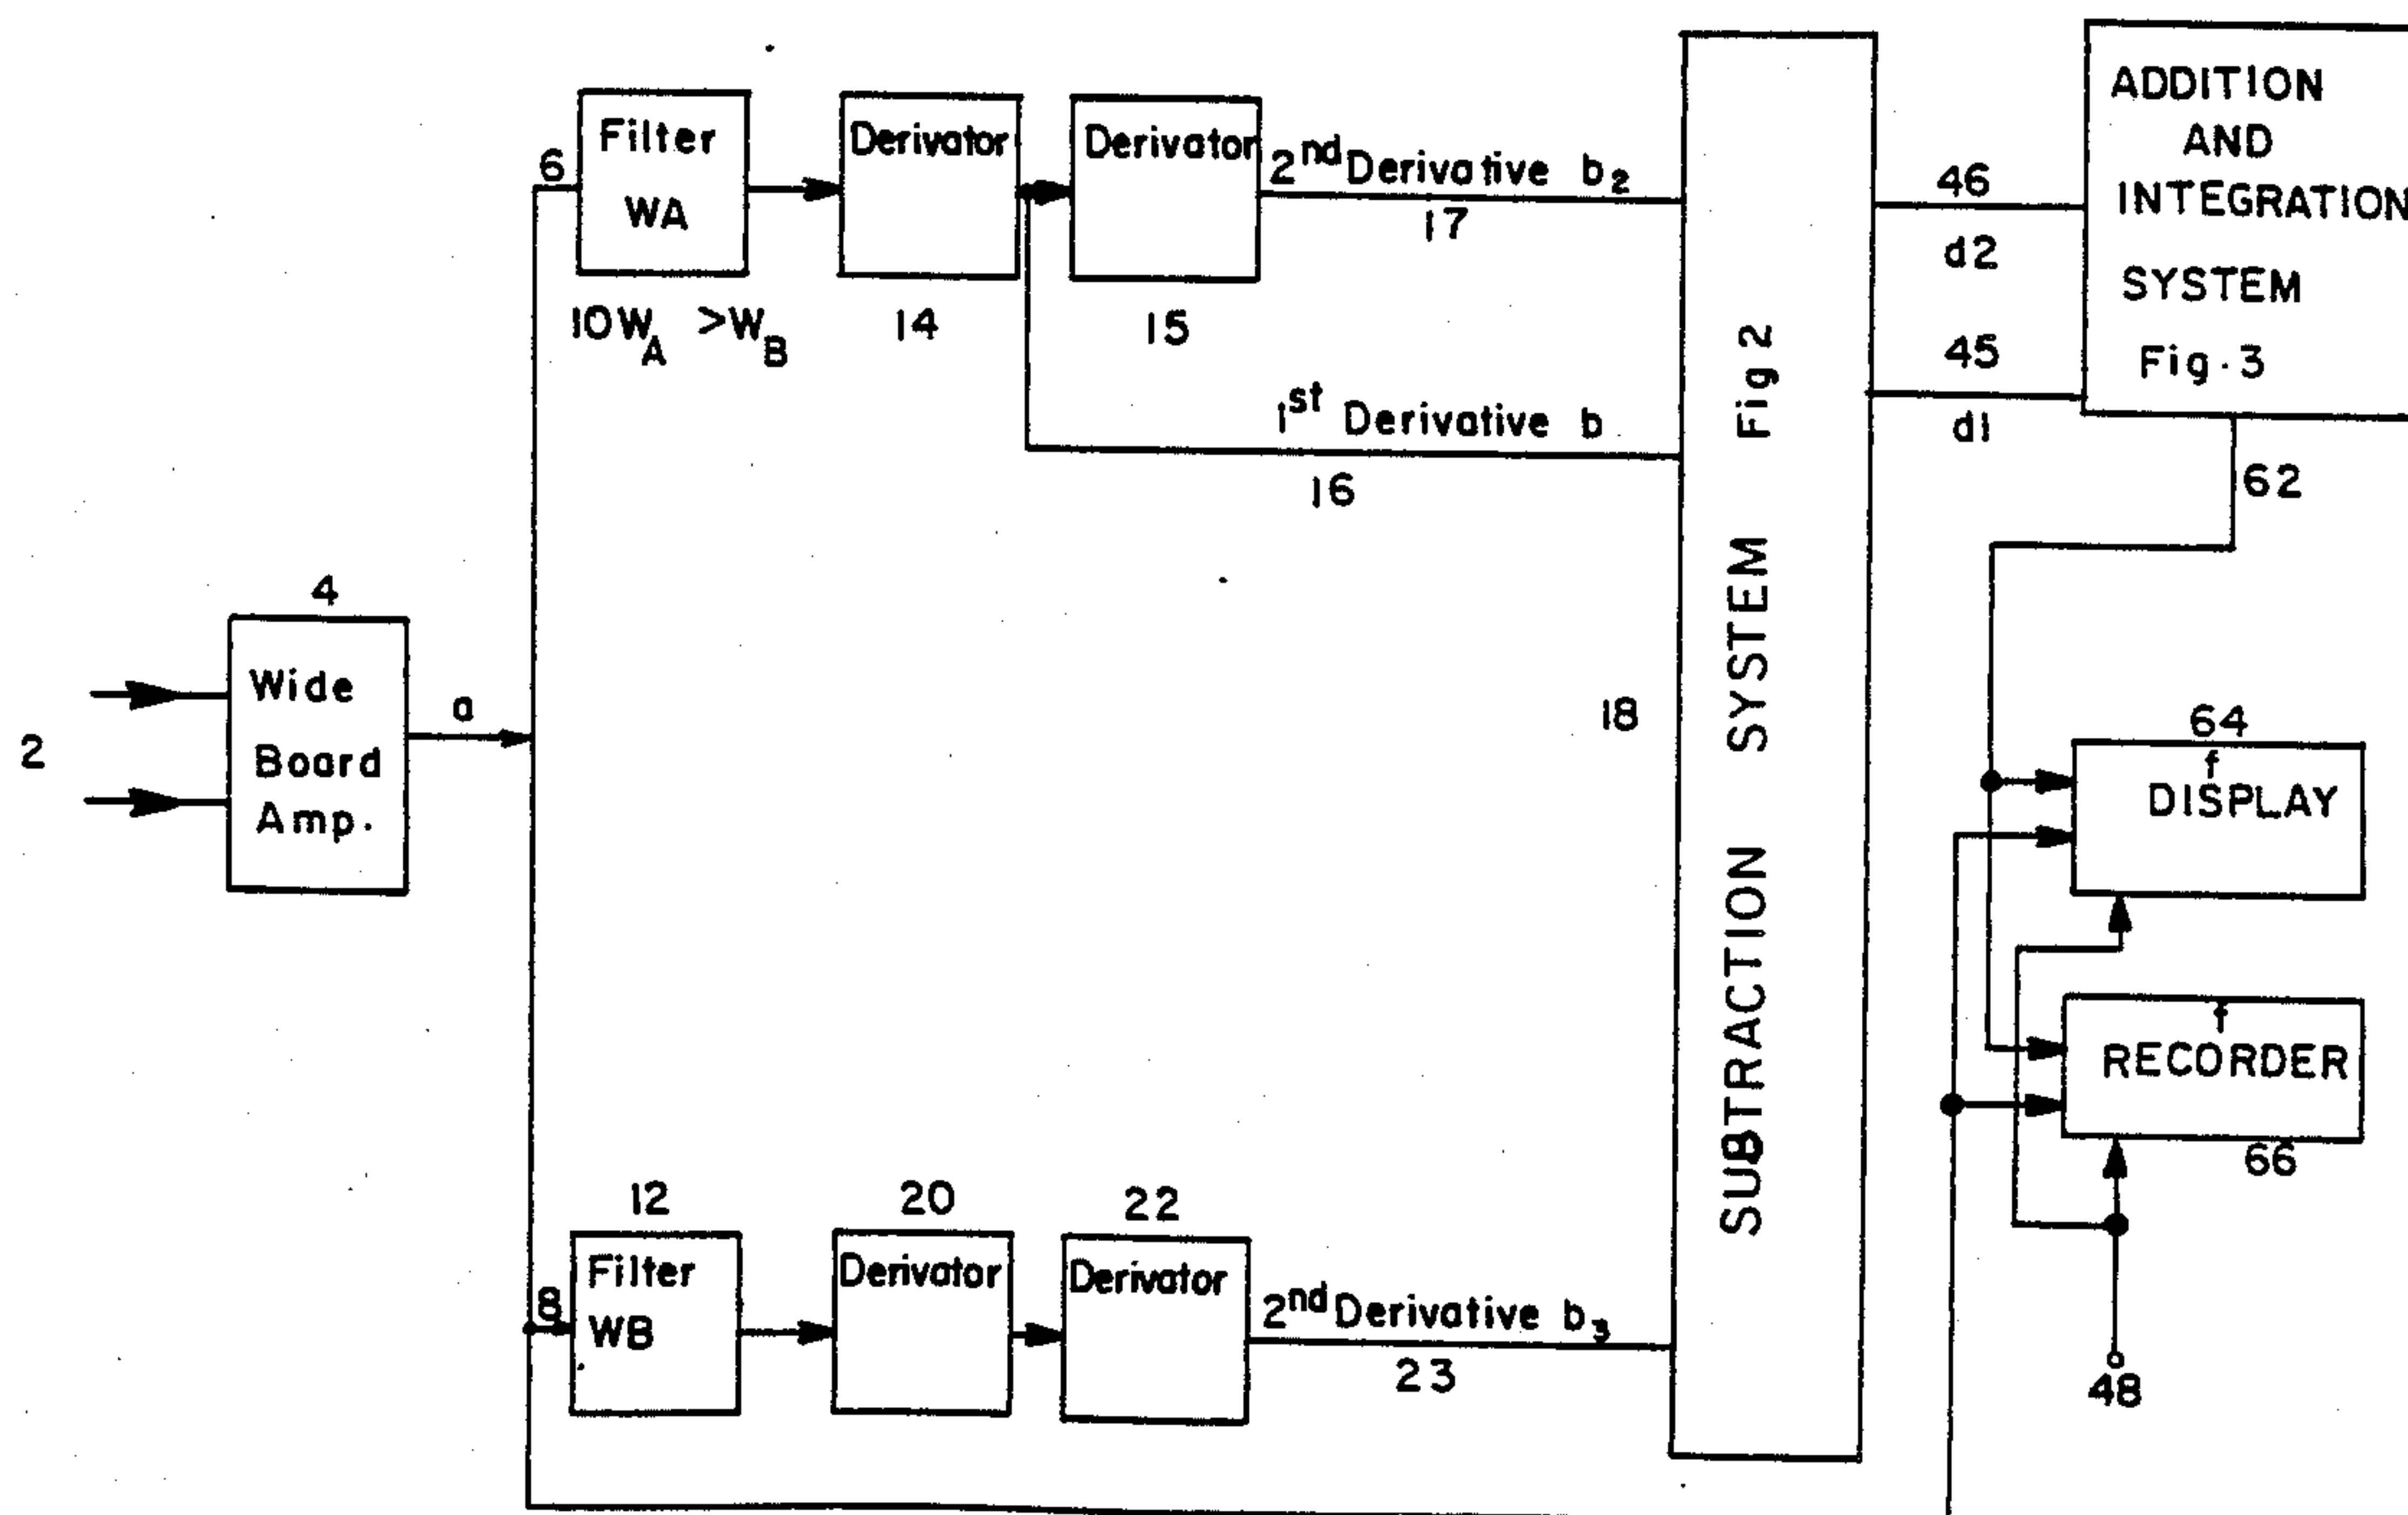 6
Filter
WA
10WA >WB
Derivator
14
Derivator
15
2nd Derivative b2
17
1st Derivative b
16
4
Wide
Board
Amp.
2
a
18
SUBTRACTION SYSTEM Fig 2
46
d2
45
d1
ADDITION
AND
INTEGRATION
SYSTEM
Fig. 3
62
64
f
DISPLAY
f
RECORDER
66
48
12
8
Filter
WB
20
Derivator
22
Derivator
2nd Derivative b3
23